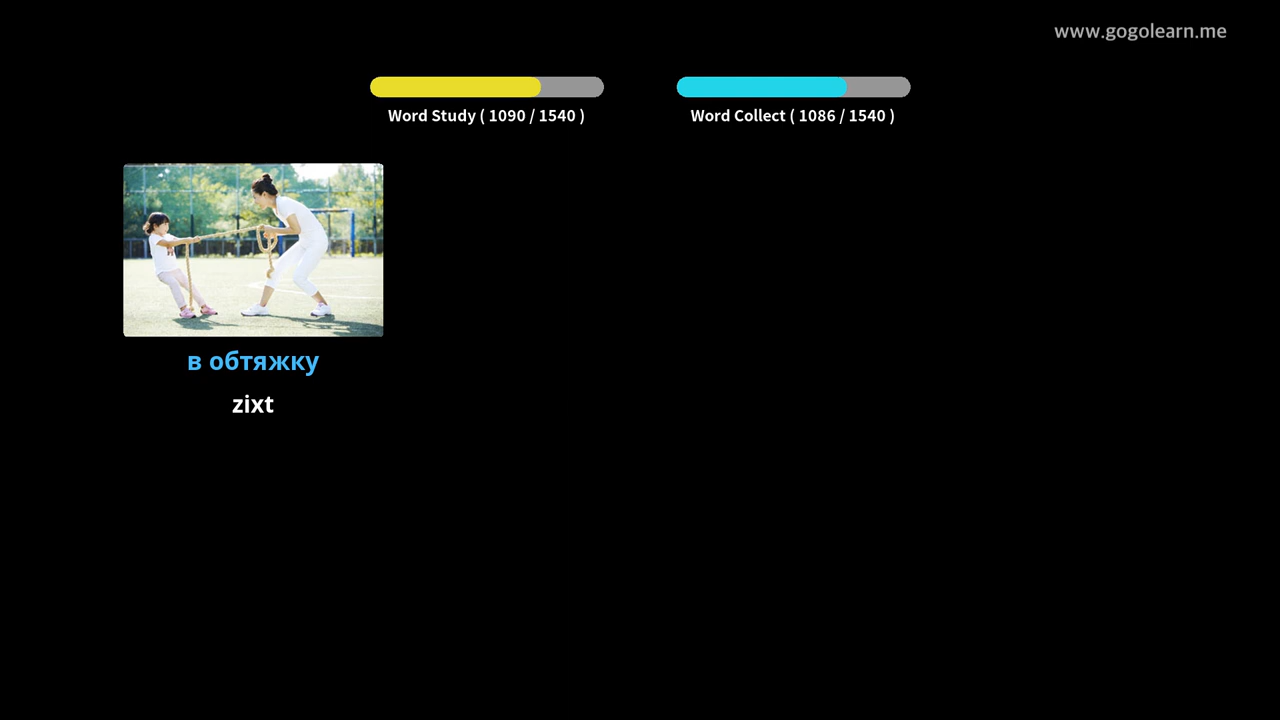 www.gogolearn.me
Word Study ( 1090 / 1540 )
Word Collect ( 1086 / 1540 )
в обтяжку
zixt